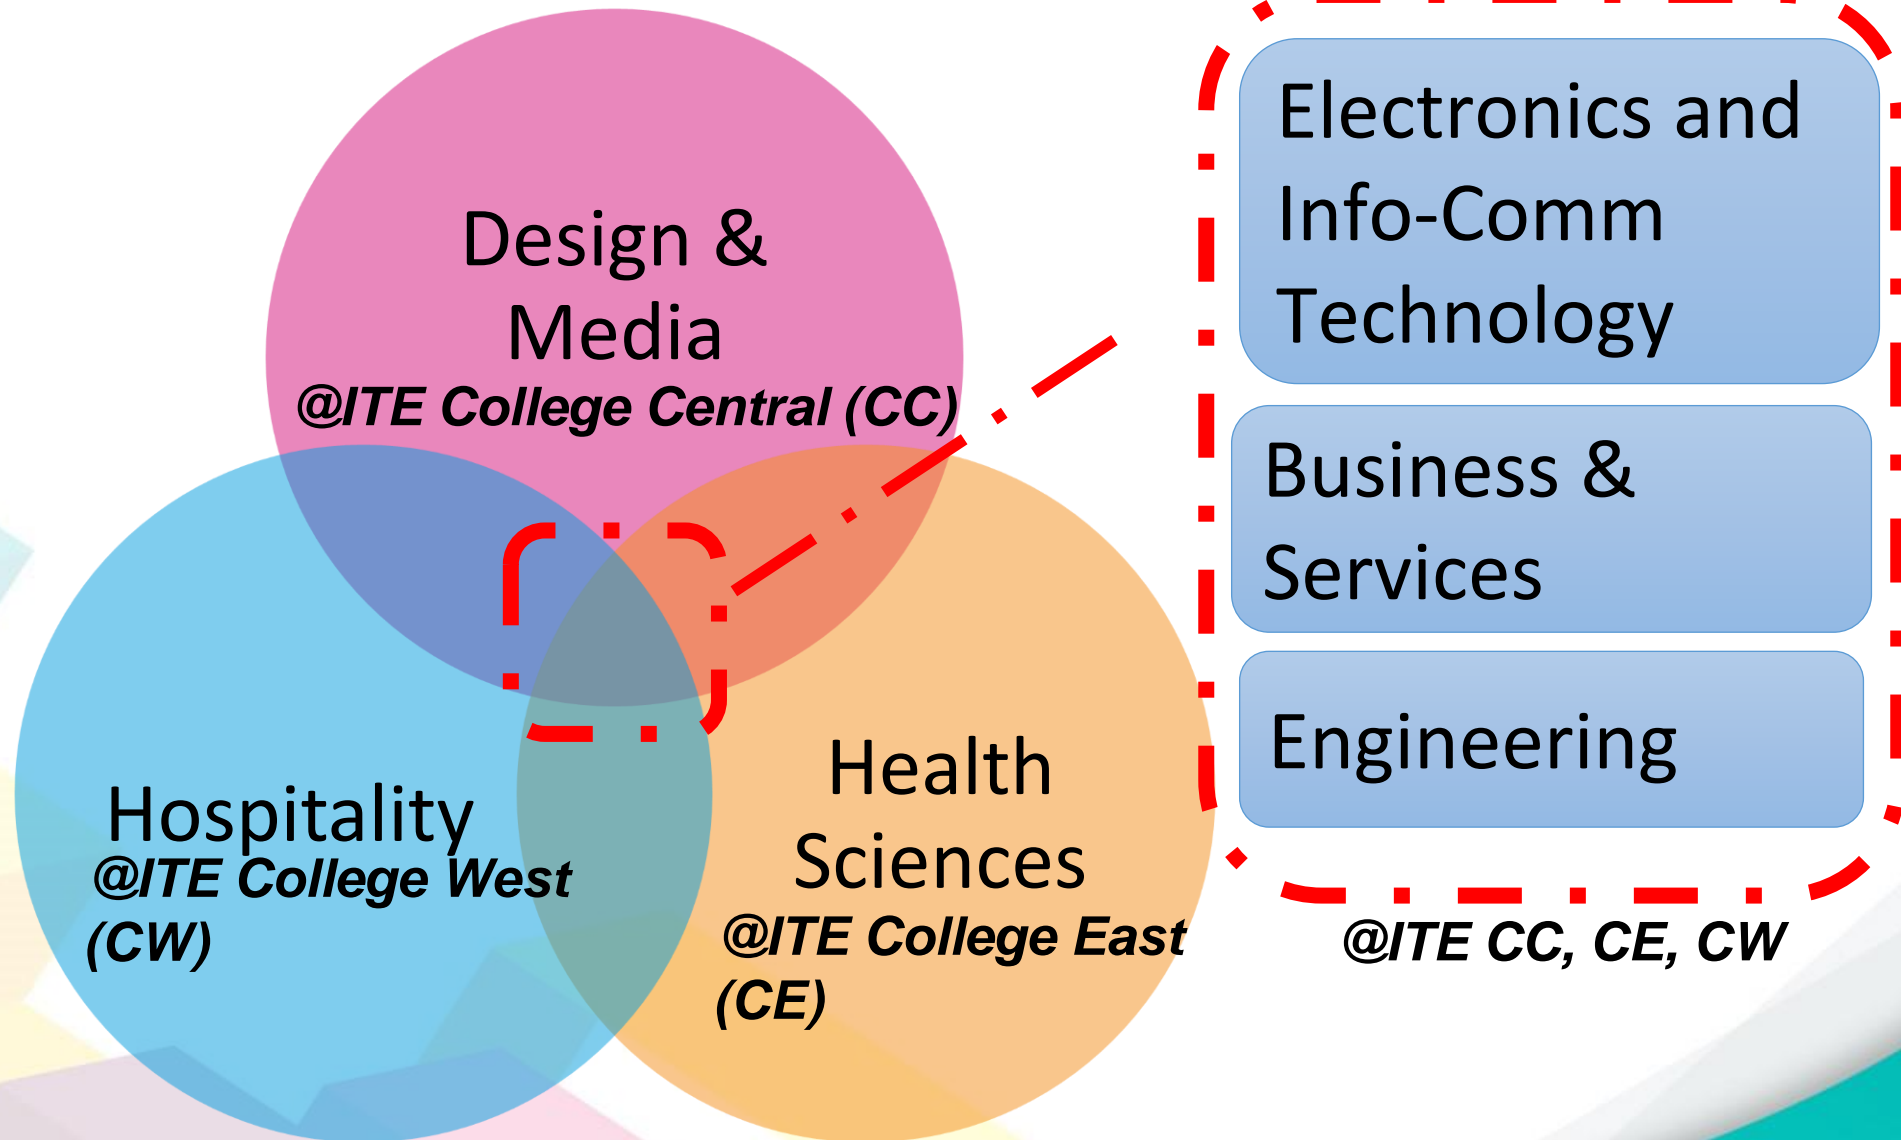 Design &
Media
@ITE College Central (CC)
Hospitality
@ITE College West
(CW)
Health
Sciences
@ITE College East
(CE)
Electronics and
Info-Comm
Technology
Business &
Services
Engineering
@ITE CC, CE, CW